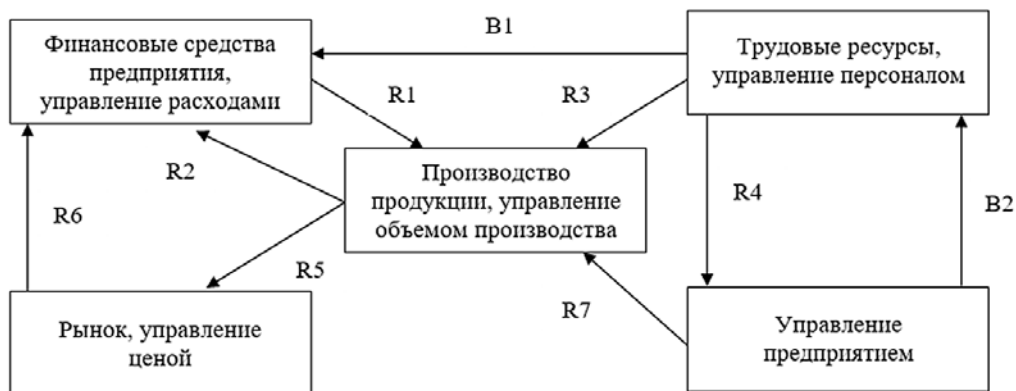 Финансовые средства
предприятия,
управление расходами
B1
Трудовые ресурсы,
управление персоналом
R1
R3
R2
Производство
продукции, управление
объемом производства
R4
R6
B2
R5
R7
Рынок, управление
ценой
Управление
предприятием